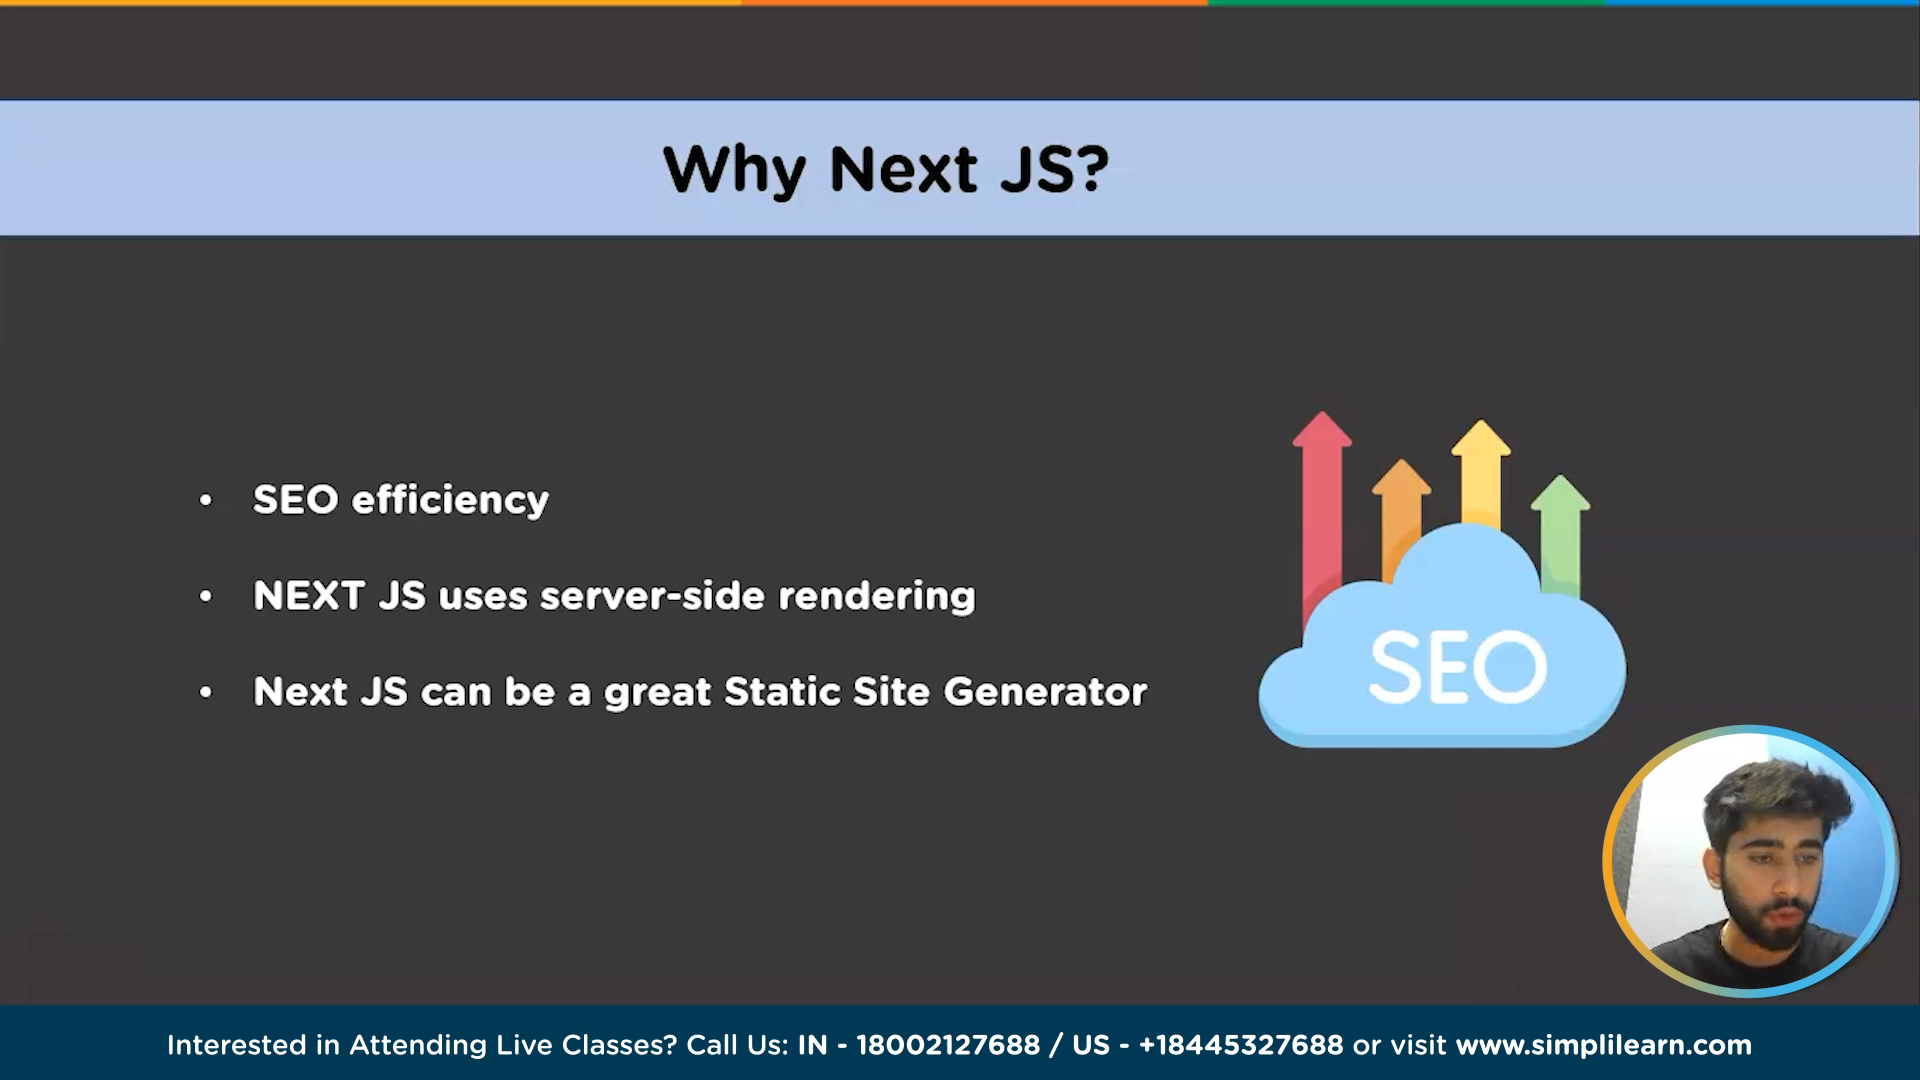 Why Next JS?
• SEO efficiency
• NEXT JS uses server-side rendering
• Next JS can be a great Static Site Generator
SEO
Interested in Attending Live Classes? Call Us: IN - 18002127688 / US - +18445327688 or visit www.simplilearn.com